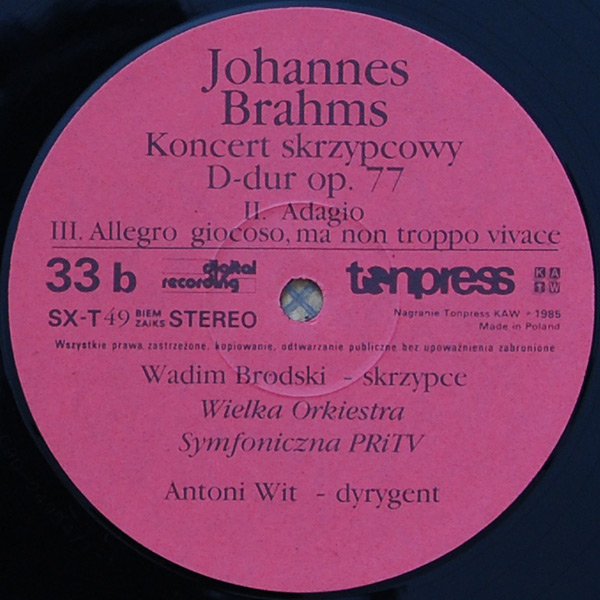 Johannes
Brahms
Koncert skrzypcowy
D-dur op. 77
II. Adagio
III. Allegro giocoso, ma non troppo vivace
33 b digital recording tonpress KATW
SX-T 49 BIEM ZAIKS STEREO
Nagranie Tonpress KAW ℗ 1985
Made in Poland
Wszystkie prawa zastrzeżone, kopiowanie, odtwarzanie publiczne bez upoważnienia zabronione
Wadim Brodski - skrzypce
Wielka Orkiestra
Symfoniczna PRiTV
Antoni Wit - dyrygent